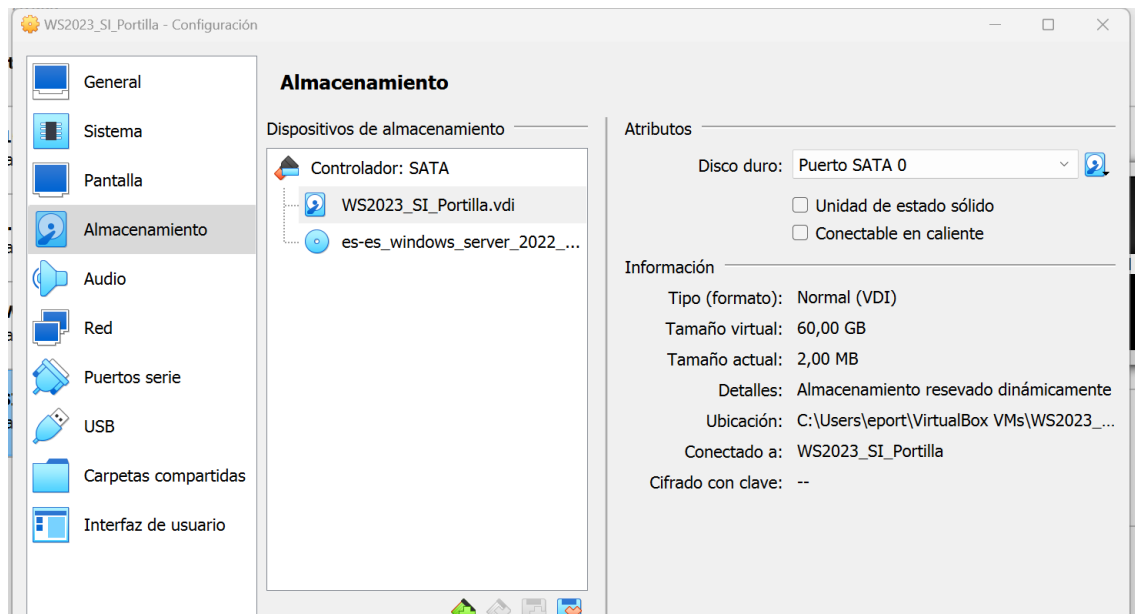 WS2023_SI_Portilla - Configuración
General
Sistema
Pantalla
Almacenamiento
Audio
Red
Puertos serie
USB
Carpetas compartidas
Interfaz de usuario
Almacenamiento
Dispositivos de almacenamiento
Controlador: SATA
WS2023_SI_Portilla.vdi
es-es_windows_server_2022_...
Atributos
Disco duro: Puerto SATA 0
Unidad de estado sólido
Conectable en caliente
Información
Tipo (formato): Normal (VDI)
Tamaño virtual: 60,00 GB
Tamaño actual: 2,00 MB
Detalles: Almacenamiento resevado dinámicamente
Ubicación: C:\Users\eport\VirtualBox VMs\WS2023_...
Conectado a: WS2023_SI_Portilla
Cifrado con clave: --